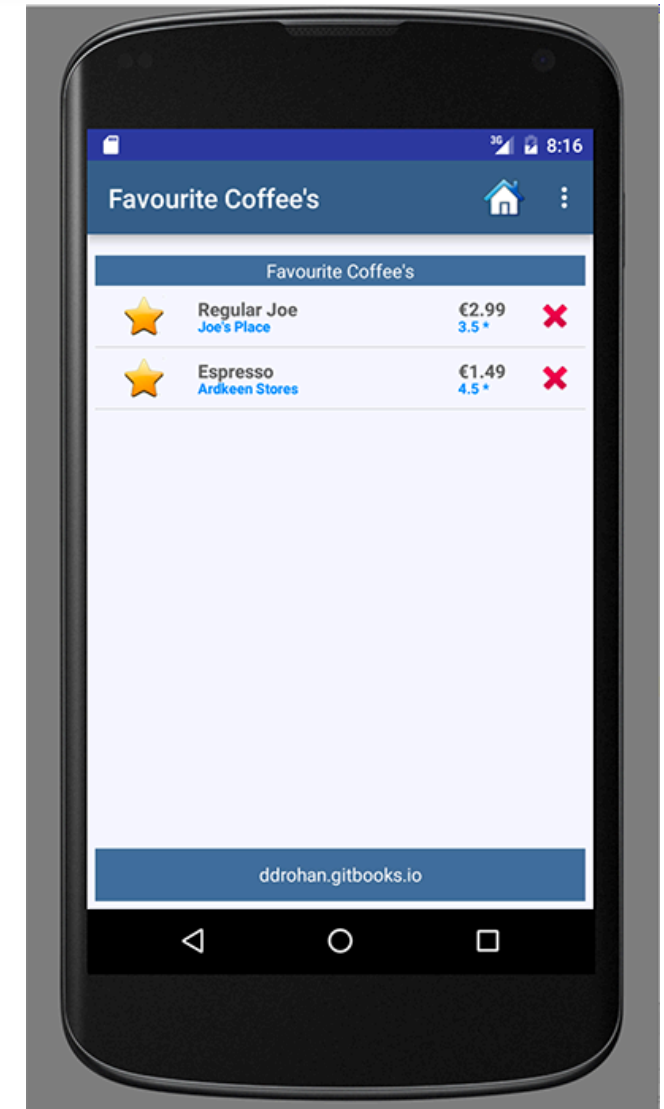 3G 8:16
Favourite Coffee's
Favourite Coffee's
Regular Joe €2.99
Joe's Place 3.5 *
Espresso €1.49
Ardkeen Stores 4.5 *
ddrohan.gitbooks.io